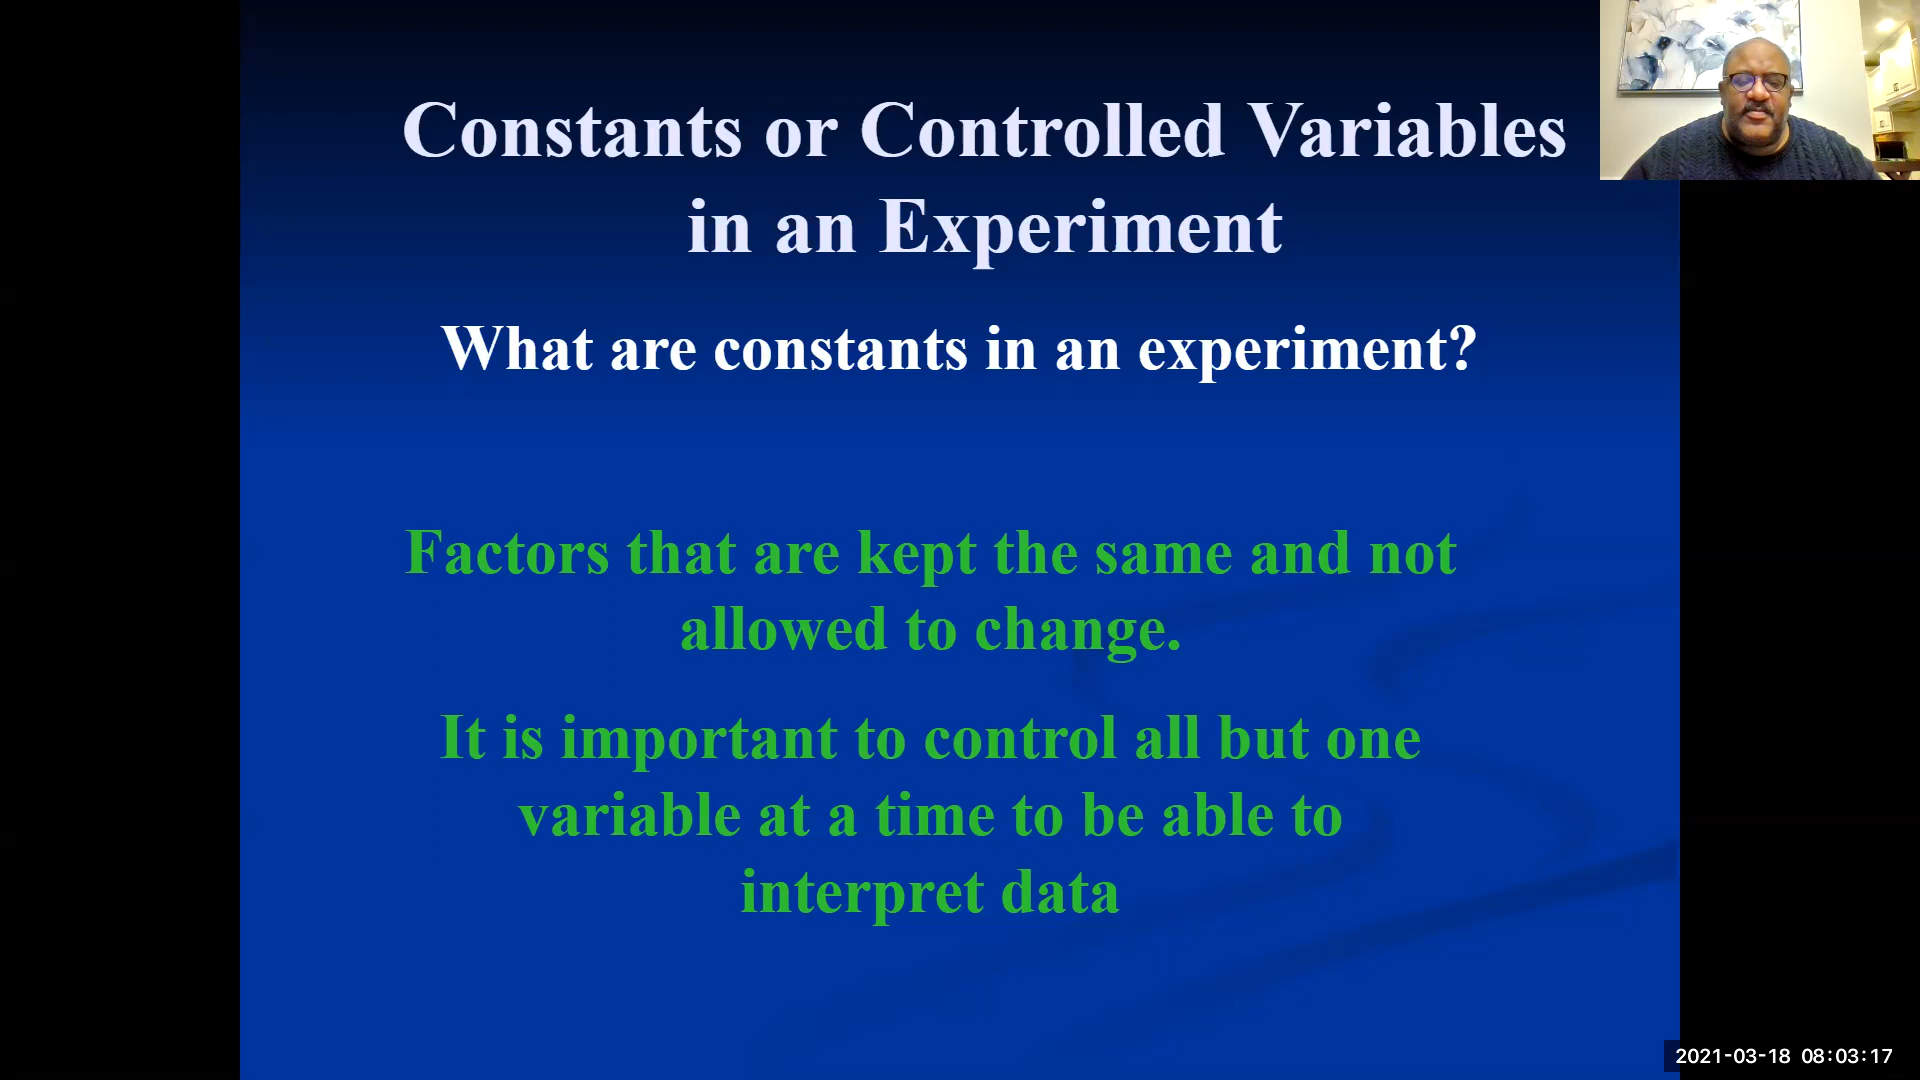 Constants or Controlled Variables
in an Experiment
What are constants in an experiment?
Factors that are kept the same and not
allowed to change.
It is important to control all but one
variable at a time to be able to
interpret data
2021-03-18 08:03:17